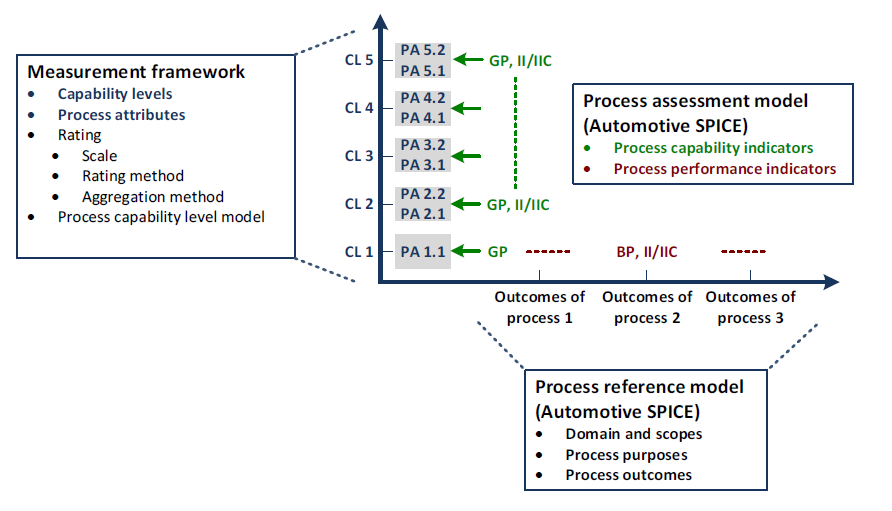 Measurement framework
Capability levels
Process attributes
Rating
Scale
Rating method
Aggregation method
Process capability level model
CL 5
PA 5.2
PA 5.1
GP, II/IIC
CL 4
PA 4.2
PA 4.1
CL 3
PA 3.2
PA 3.1
CL 2
PA 2.2
PA 2.1
GP, II/IIC
CL 1
PA 1.1
GP
BP, II/IIC
Process assessment model
(Automotive SPICE)
Process capability indicators
Process performance indicators
Outcomes of
process 1
Outcomes of
process 2
Outcomes of
process 3
Process reference model
(Automotive SPICE)
Domain and scopes
Process purposes
Process outcomes